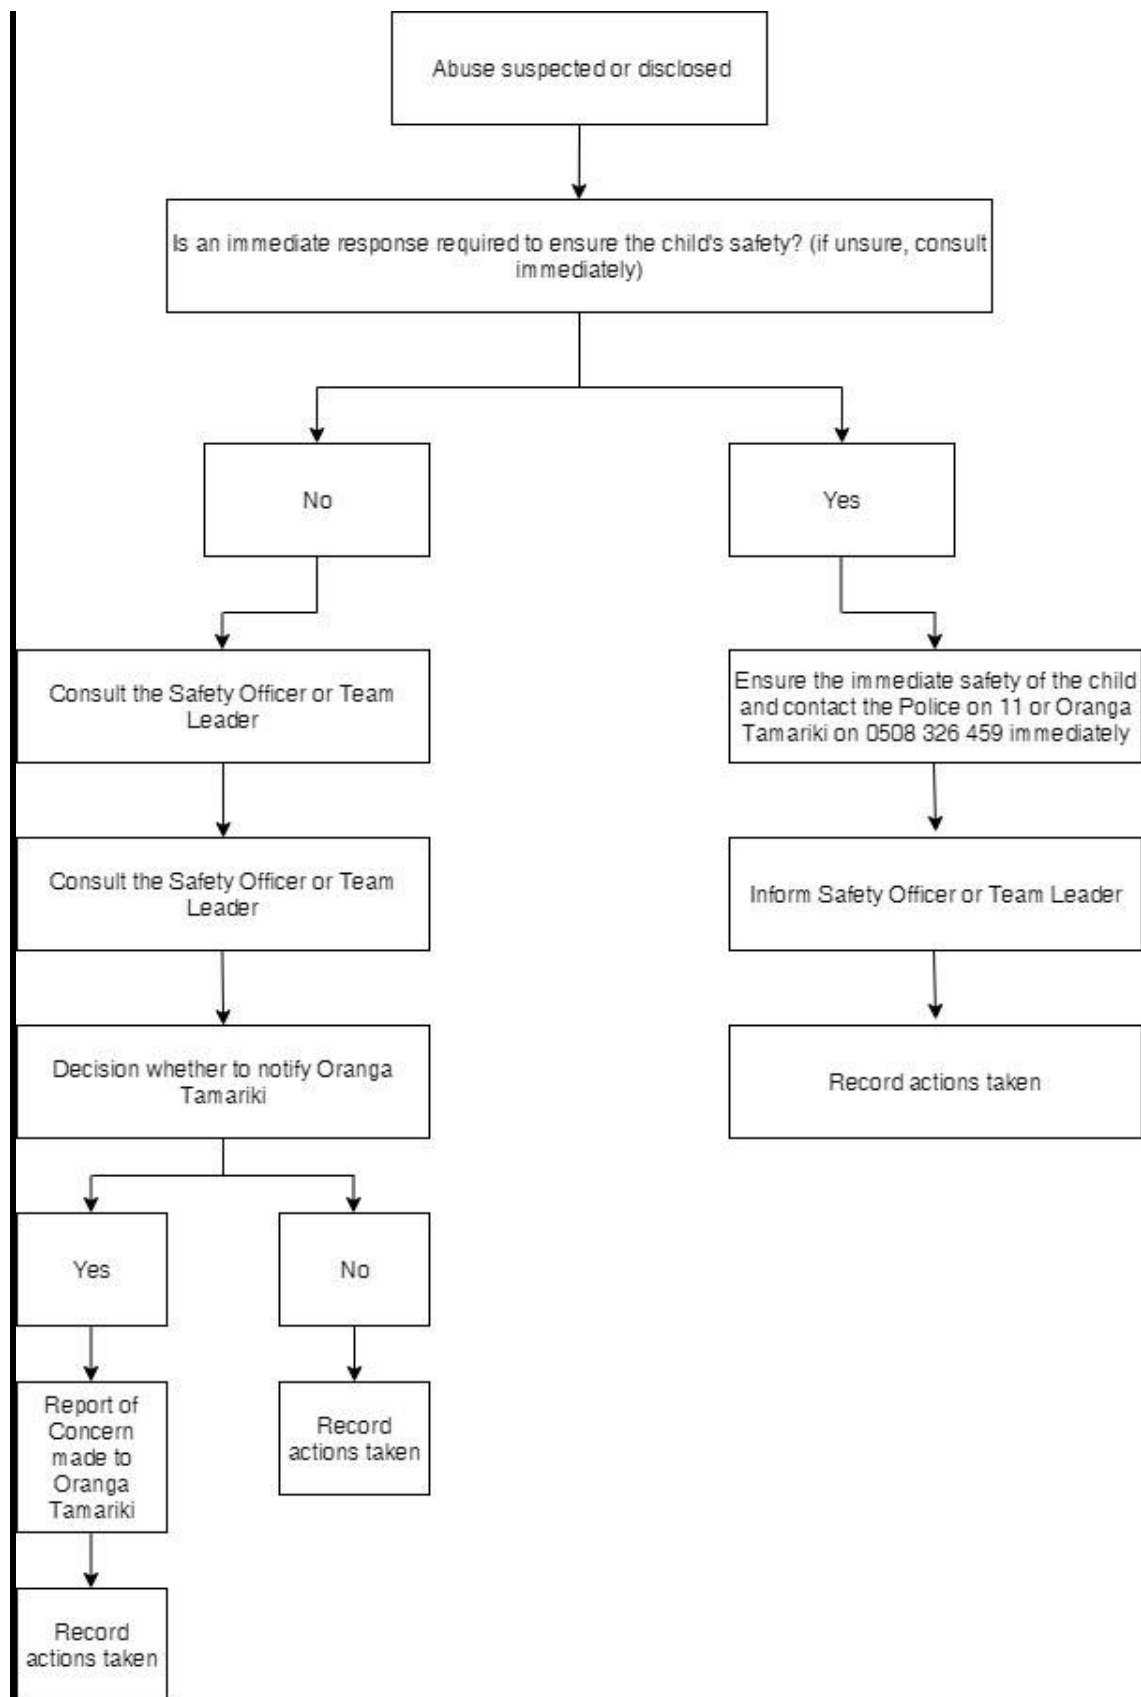 Abuse suspected or disclosed
Is an immediate response required to ensure the child's safety? (if unsure, consult
immediately)
No
Yes
Consult the Safety Officer or Team
Leader
Ensure the immediate safety of the child
and contact the Police on 11 or Oranga
Tamariki on 0508 326 459 immediately
Consult the Safety Officer or Team
Leader
Inform Safety Officer or Team Leader
Decision whether to notify Oranga
Tamariki
Record actions taken
Yes
No
Report of
Concern
made to
Oranga
Tamariki
Record
actions taken
Record
actions taken